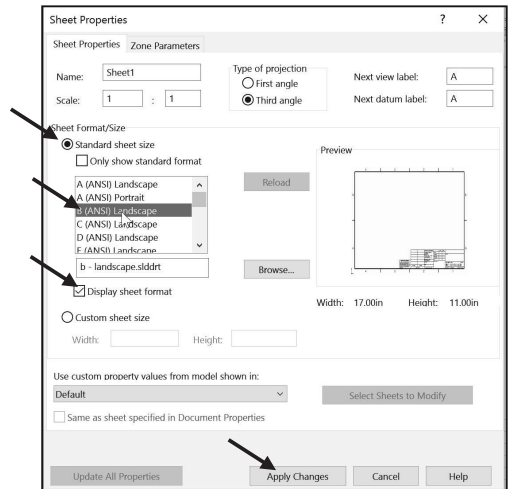 Sheet Properties ? X
Sheet Properties Zone Parameters
Name: Sheet1
Scale: 1 : 1
Type of projection
First angle
Third angle
Next view label: A
Next datum label: A
Sheet Format/Size
Standard sheet size
Only show standard format
A (ANSI) Landscape
A (ANSI) Portrait
B (ANSI) Landscape
C (ANSI) Landscape
D (ANSI) Landscape
E (ANSI) Landscape
b - landscape.slddrt
Display sheet format
Custom sheet size
Width: Height:
Reload
Browse...
Preview
Width: 17.00in Height: 11.00in
Use custom property values from model shown in:
Default
Select Sheets to Modify
Same as sheet specified in Document Properties
Update All Properties Apply Changes Cancel Help